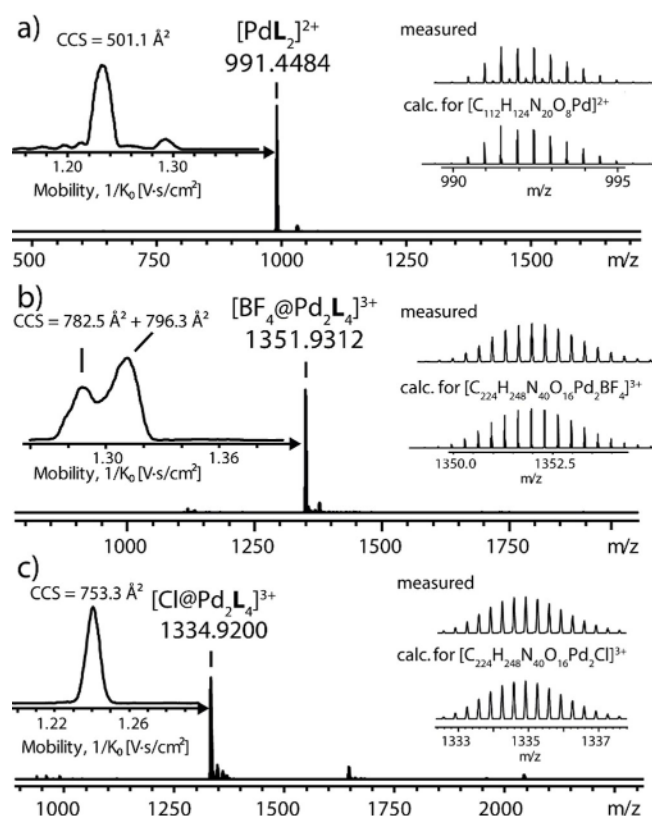 a)
CCS = 501.1 Å²
[PdL₂]²⁺
991.4484
measured
calc. for [C₁₁₂H₁₂₄N₂₀O₈Pd]²⁺
1.20 1.30
Mobility, 1/K₀ [V·s/cm²]
990 995
m/z
500 750 1000 1250 1500 m/z
b)
CCS = 782.5 Å² + 796.3 Å²
[BF₄@Pd₂L₄]³⁺
1351.9312
measured
calc. for [C₂₂₄H₂₄₈N₄₀O₁₆Pd₂BF₄]³⁺
1.30 1.36
Mobility, 1/K₀ [V·s/cm²]
1350.0 1352.5
m/z
1000 1250 1500 1750 m/z
c)
CCS = 753.3 Å²
[Cl@Pd₂L₄]³⁺
1334.9200
measured
calc. for [C₂₂₄H₂₄₈N₄₀O₁₆Pd₂Cl]³⁺
1.22 1.26
Mobility, 1/K₀ [V·s/cm²]
1333 1335 1337
m/z
1000 1250 1500 1750 2000 m/z